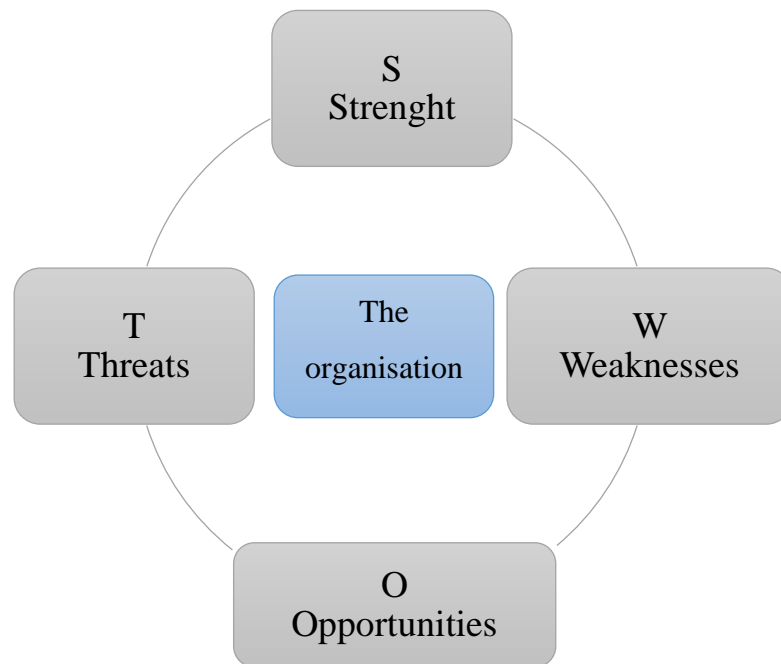 S
Strenght
T
Threats
The
organisation
W
Weaknesses
O
Opportunities